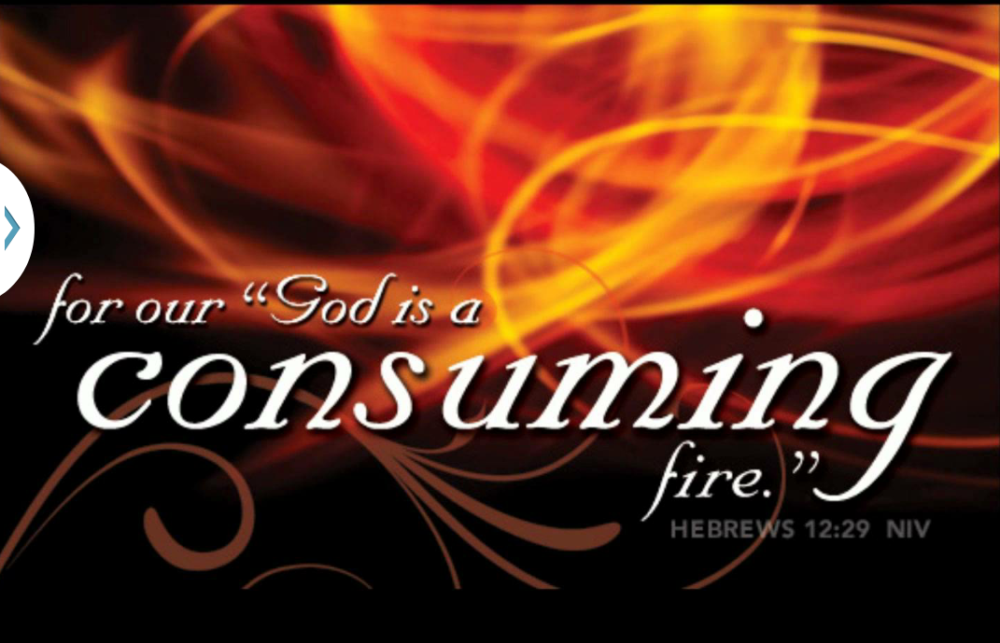 for our “God is a
consuming
fire.”
HEBREWS 12:29 NIV